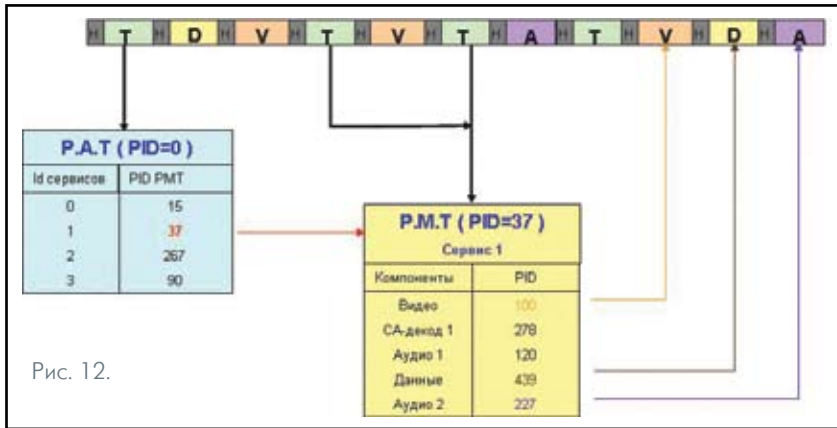 H T H D H V H T H V H T H A H T H V H D H A
P.A.T ( PID=0 )
Id сервисов PID PMT
0 15
1 37
2 267
3 90
P.M.T ( PID=37 )
Сервис 1
Компоненты PID
Видео 100
СА-декод 1 278
Аудио 1 120
Данные 439
Аудио 2 227
Рис. 12.